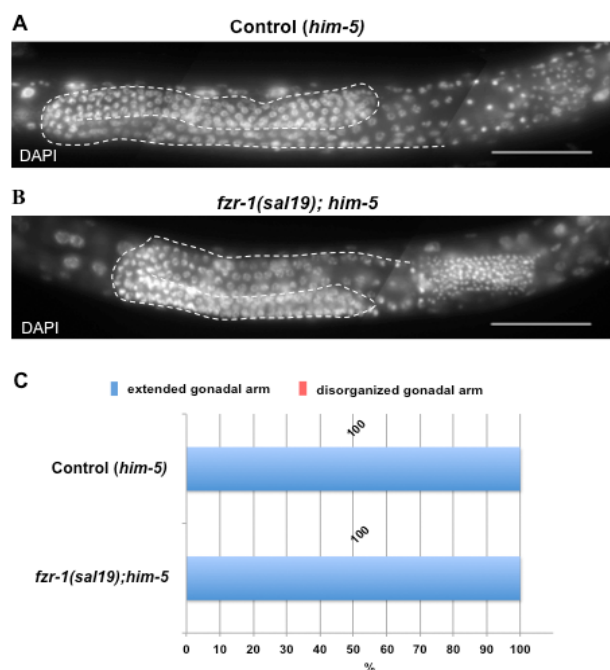 A
Control (him-5)
DAPI
B
fzr-1(sal19); him-5
DAPI
C
extended gonadal arm disorganized gonadal arm
100
Control (him-5)
100
fzr-1(sal19);him-5
0 10 20 30 40 50 60 70 80 90 100
%